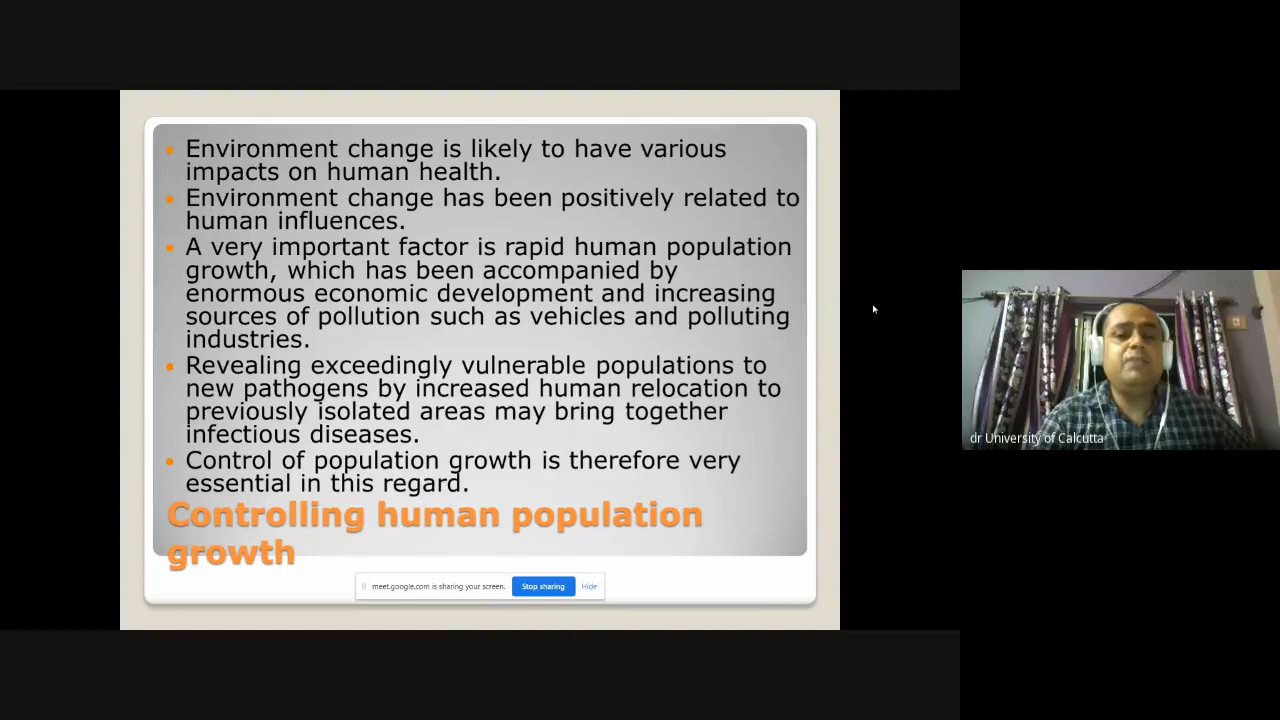 Environment change is likely to have various
impacts on human health.
Environment change has been positively related to
human influences.
A very important factor is rapid human population
growth, which has been accompanied by
enormous economic development and increasing
sources of pollution such as vehicles and polluting
industries.
Revealing exceedingly vulnerable populations to
new pathogens by increased human relocation to
previously isolated areas may bring together
infectious diseases.
Control of population growth is therefore very
essential in this regard.
Controlling human population
growth
meet.google.com is sharing your screen. Stop sharing Hide
dr University of Calcutta